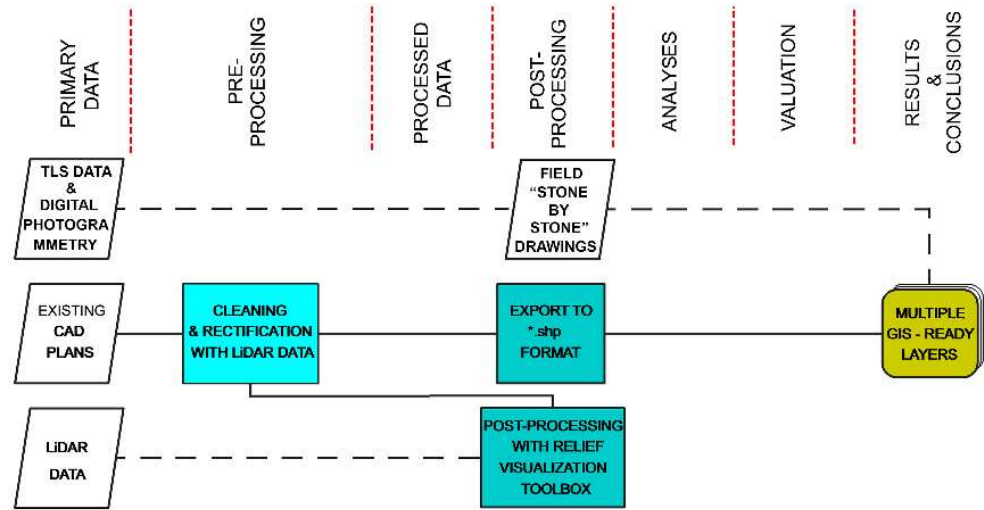 PRIMARY
DATA
PRE-
PROCESSING
PROCESSED
DATA
POST-
PROCESSING
ANALYSES
VALUATION
RESULTS
&
CONCLUSIONS
TLS DATA
&
DIGITAL
PHOTOGRA
MMETRY
FIELD
“STONE
BY
STONE”
DRAWINGS
EXISTING
CAD
PLANS
CLEANING
& RECTIFICATION
WITH LiDAR DATA
EXPORT TO
*.shp
FORMAT
MULTIPLE
GIS - READY
LAYERS
LiDAR
DATA
POST-PROCESSING
WITH RELIEF
VISUALIZATION
TOOLBOX